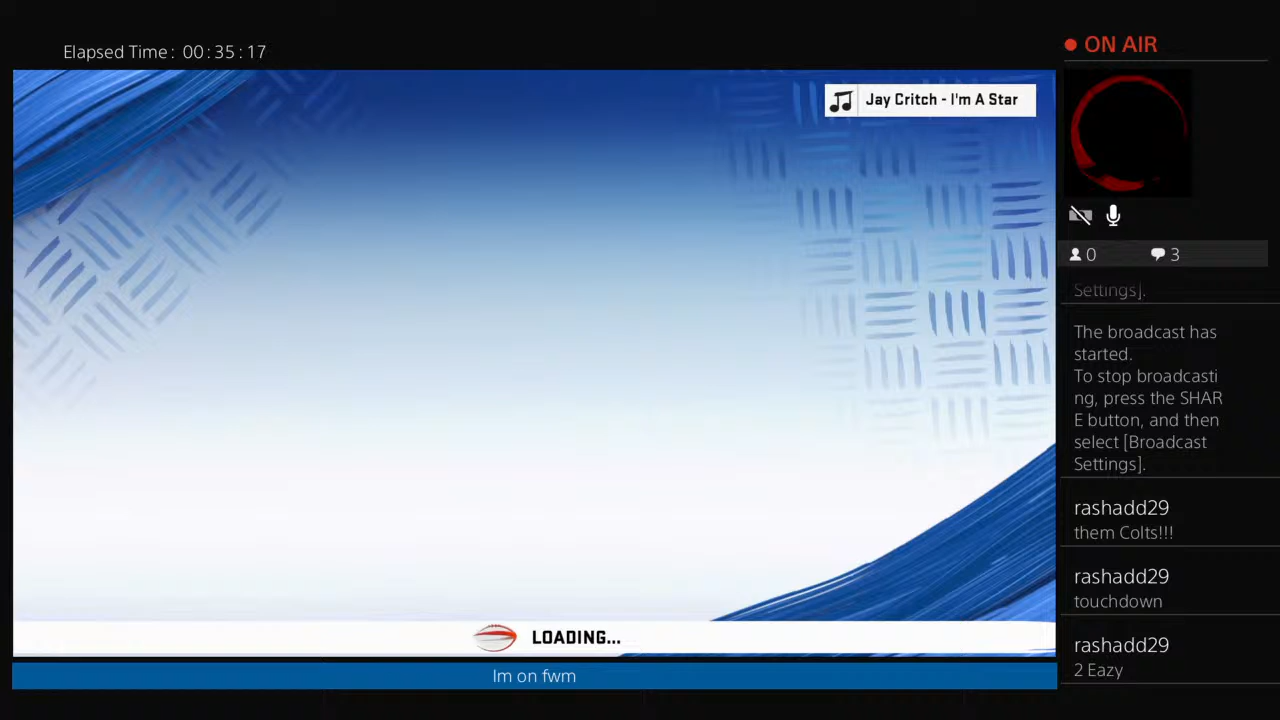 Elapsed Time: 00:35:17
ON AIR
Jay Critch - I'm A Star
0 3
Settings].
The broadcast has
started.
To stop broadcasti
ng, press the SHAR
E button, and then
select [Broadcast
Settings].
rashadd29
them Colts!!!
rashadd29
touchdown
rashadd29
2 Eazy
LOADING...
Im on fwm